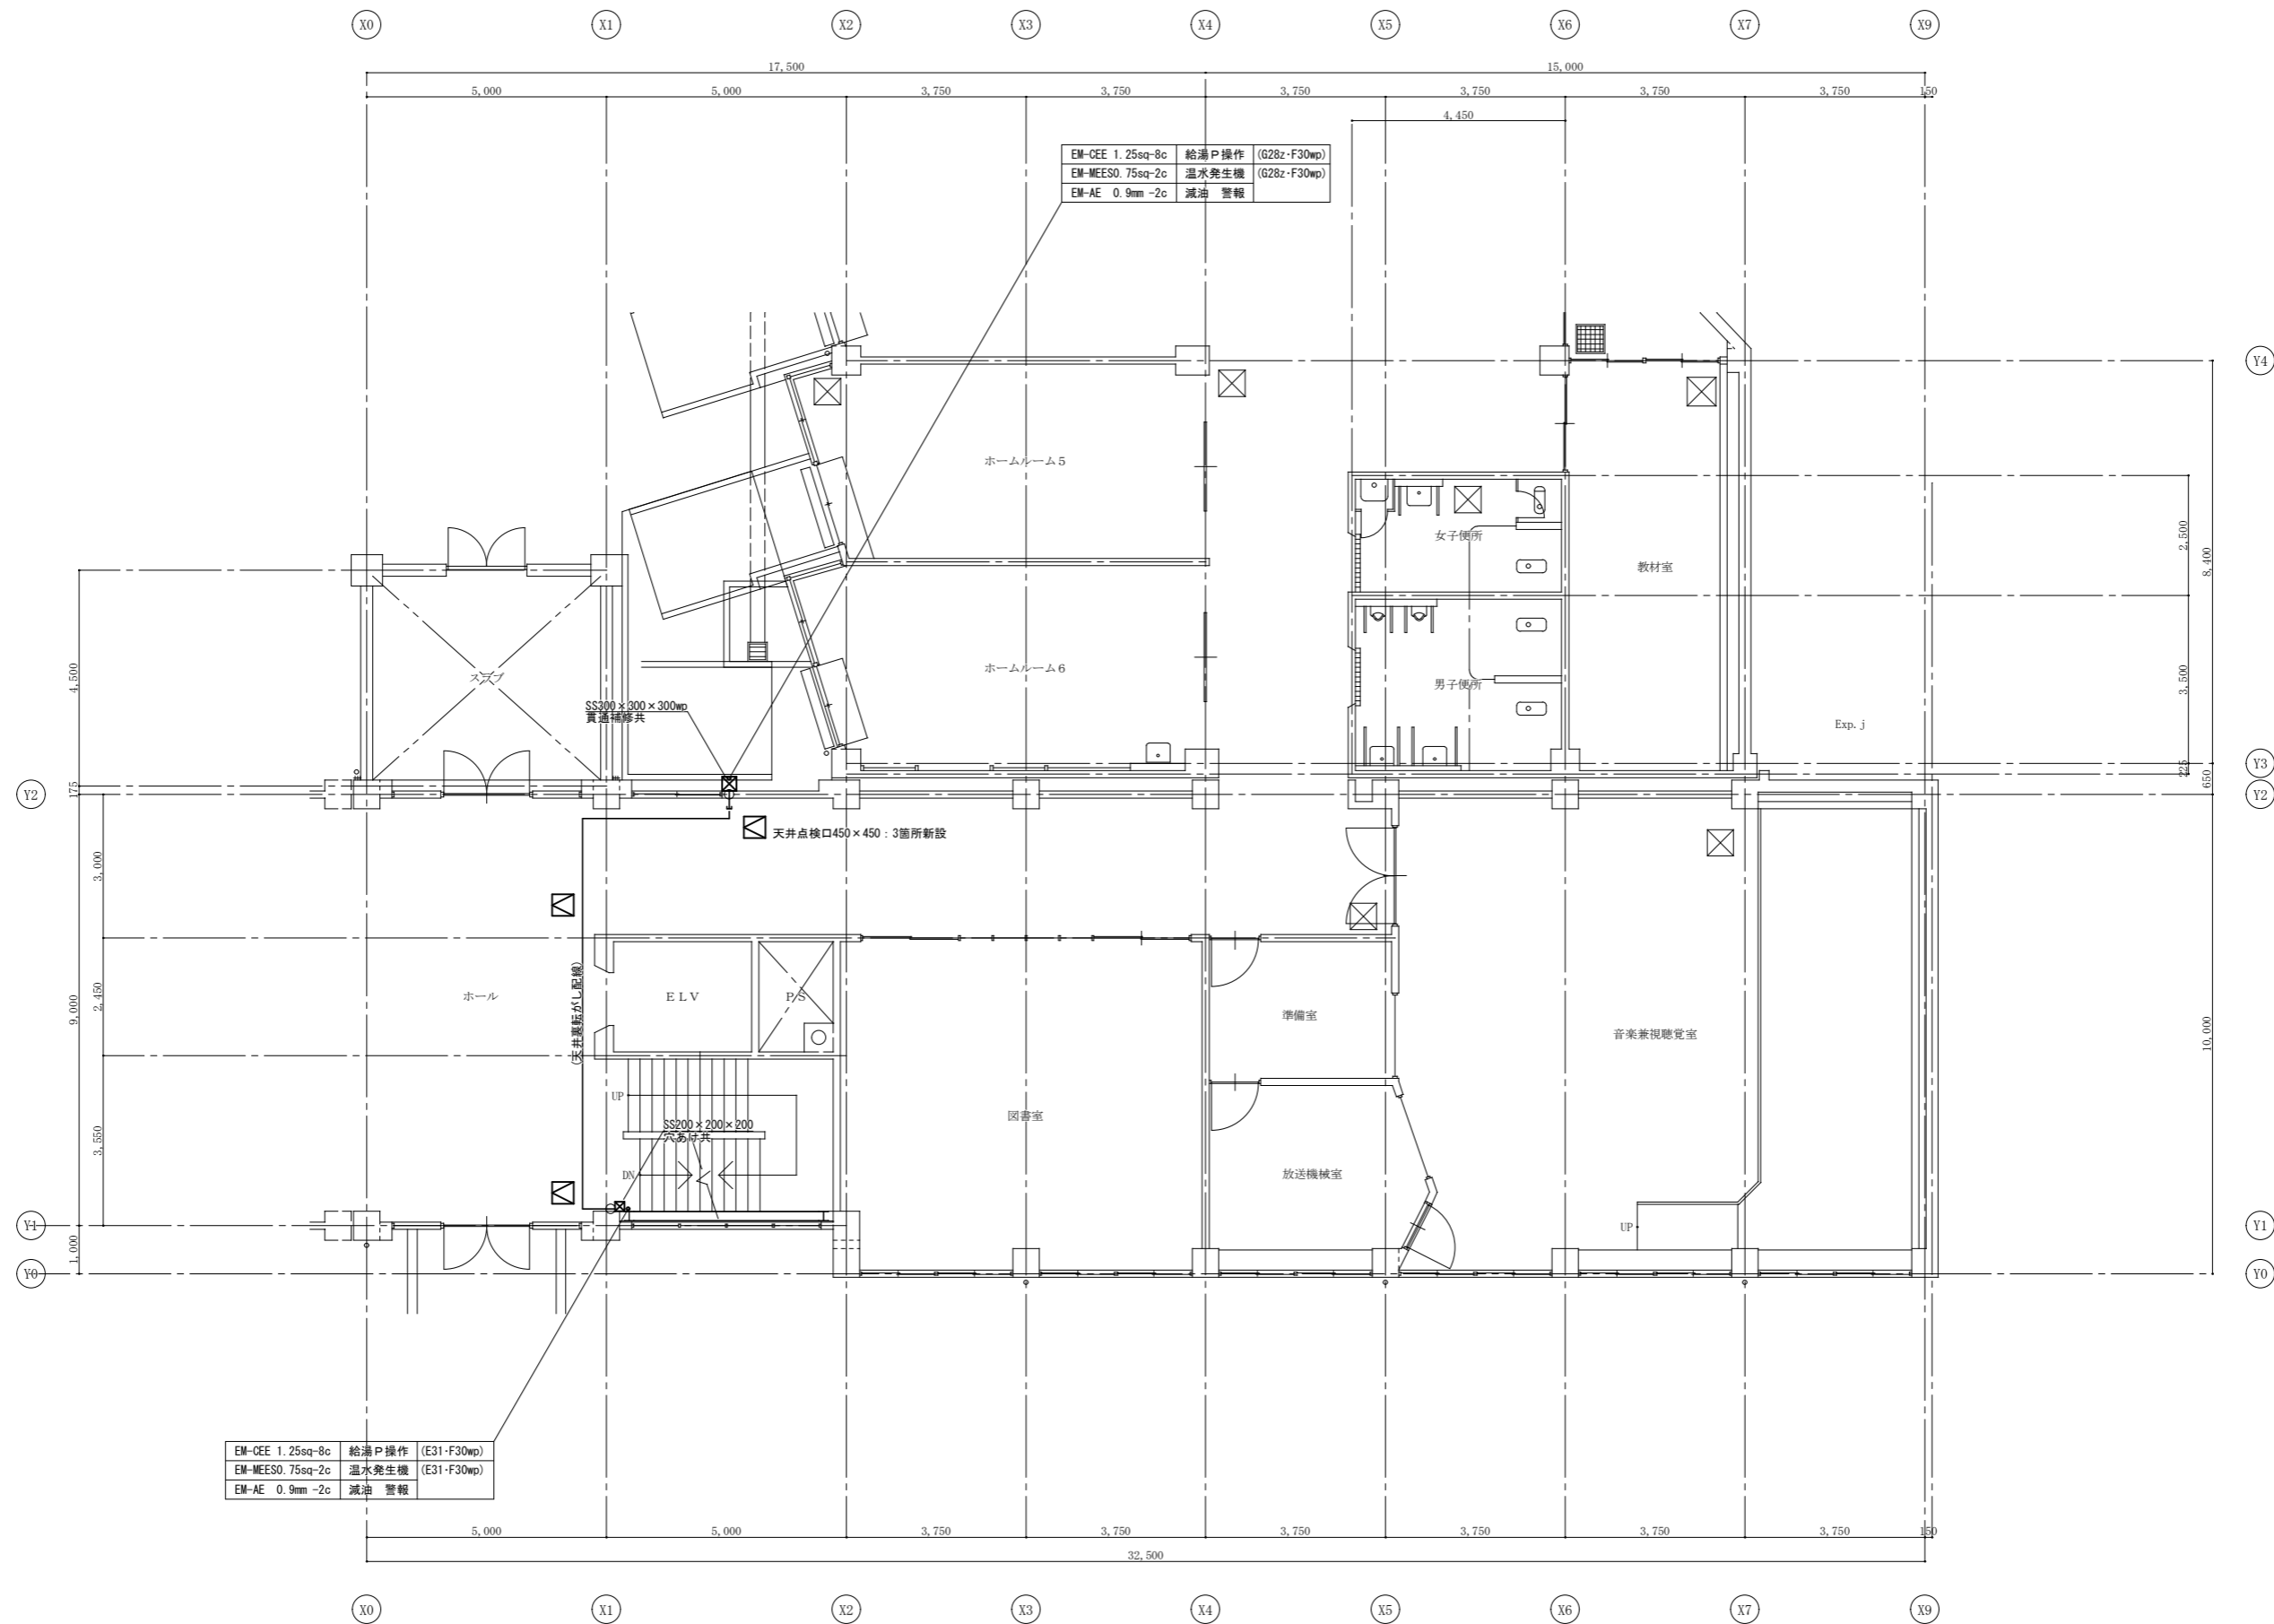 X0 X1 X2 X3 X4 X5 X6 X7 X9
17,500 15,000
5,000 5,000 3,750 3,750 3,750 3,750 3,750 3,750 150
4,450
EM-CEE 1.25sq-8c 給湯P操作 (G28z・F30wp)
EM-MEES0.75sq-2c 温水発生機 (G28z・F30wp)
EM-AE 0.9mm -2c 減油 警報
Y4
ホームルーム5
女子便所
教材室
2,500
8,400
ホームルーム6
スラブ
4,500
男子便所
3,500
SS300×300×300wp
貫通補修共
Exp.j
Y3
225
175
650
Y2 Y2
天井点検口450×450:3箇所新設
3,000
(天井裏転がし配線)
ホール
ELV
PS
2,450
9,000
準備室
音楽兼視聴覚室
10,000
UP
図書室
SS200×200×200
穴あけ共
3,550
DN
放送機械室
UP
Y1 Y1
1,000
Y0 Y0
EM-CEE 1.25sq-8c 給湯P操作 (E31・F30wp)
EM-MEES0.75sq-2c 温水発生機 (E31・F30wp)
EM-AE 0.9mm -2c 減油 警報
5,000 5,000 3,750 3,750 3,750 3,750 3,750 3,750 150
32,500
X0 X1 X2 X3 X4 X5 X6 X7 X9